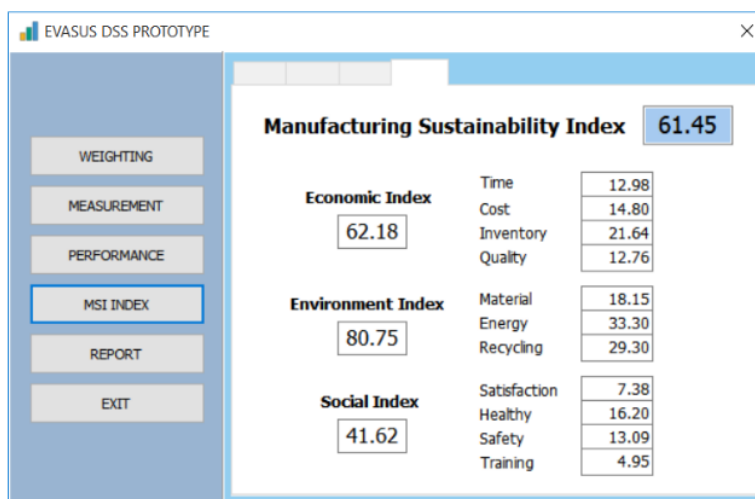 EVASUS DSS PROTOTYPE
WEIGHTING
MEASUREMENT
PERFORMANCE
MSI INDEX
REPORT
EXIT
Manufacturing Sustainability Index 61.45
Economic Index
62.18
Time 12.98
Cost 14.80
Inventory 21.64
Quality 12.76
Environment Index
80.75
Material 18.15
Energy 33.30
Recycling 29.30
Social Index
41.62
Satisfaction 7.38
Healthy 16.20
Safety 13.09
Training 4.95